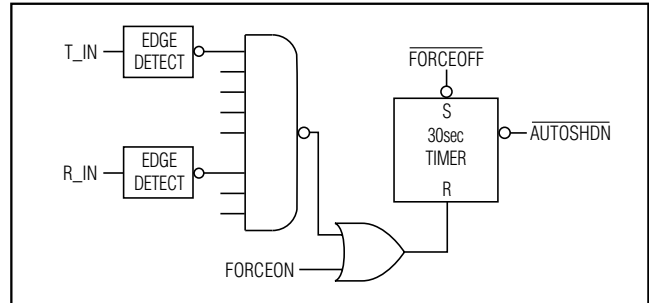 T_IN
EDGE
DETECT
R_IN
EDGE
DETECT
FORCEON
FORCEOFF
S
30sec
TIMER
R
AUTOSHDN